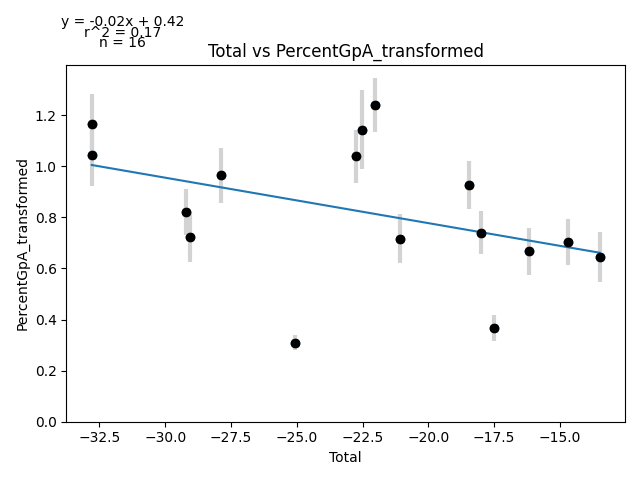 y = -0.02x + 0.42
r^2 = 0.17
n = 16
Total vs PercentGpA_transformed
PercentGpA_transformed
1.2
1.0
0.8
0.6
0.4
0.2
0.0
−32.5 −30.0 −27.5 −25.0 −22.5 −20.0 −17.5 −15.0
Total